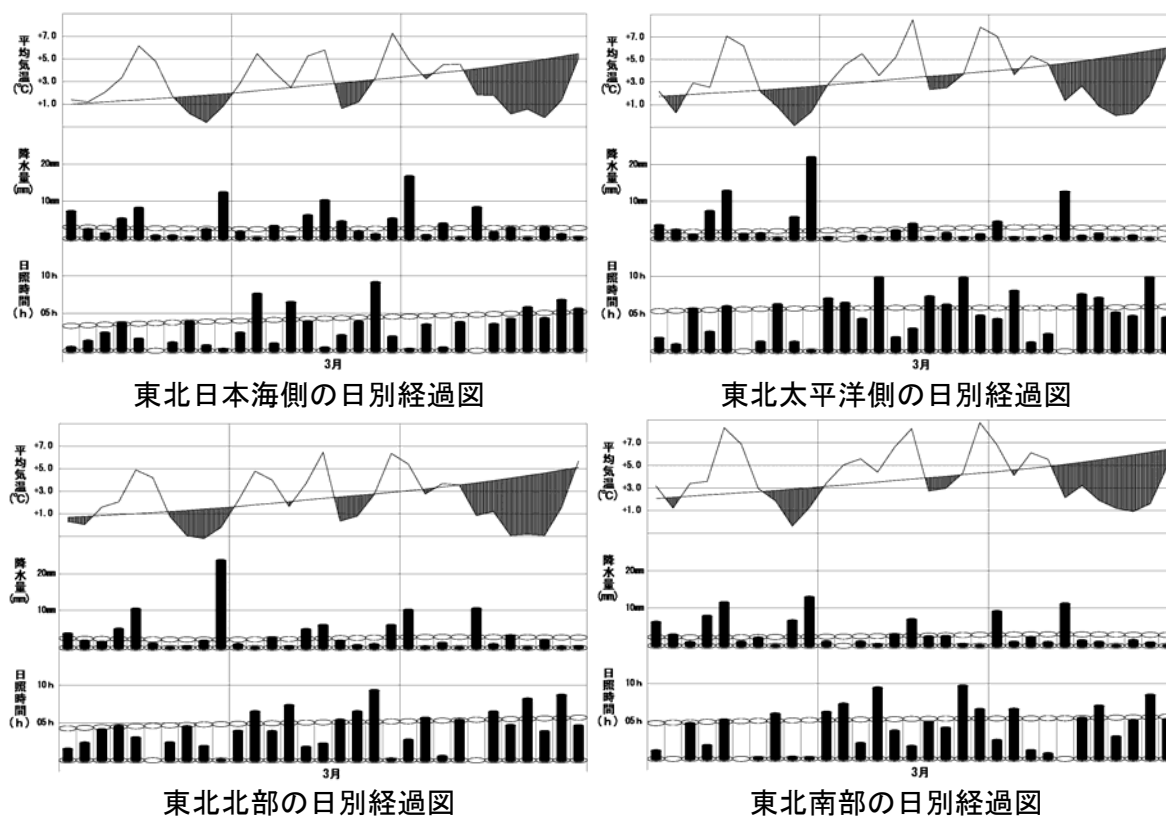 平均気温(℃)
+7.0
+5.0
+3.0
+1.0
降水量(mm)
20mm
10mm
日照時間(h)
10h
05h
3月
東北日本海側の日別経過図
平均気温(℃)
+7.0
+5.0
+3.0
+1.0
降水量(mm)
20mm
10mm
日照時間(h)
10h
05h
3月
東北太平洋側の日別経過図
平均気温(℃)
+7.0
+5.0
+3.0
+1.0
降水量(mm)
20mm
10mm
日照時間(h)
10h
05h
3月
東北北部の日別経過図
平均気温(℃)
+7.0
+5.0
+3.0
+1.0
降水量(mm)
20mm
10mm
日照時間(h)
10h
05h
3月
東北南部の日別経過図